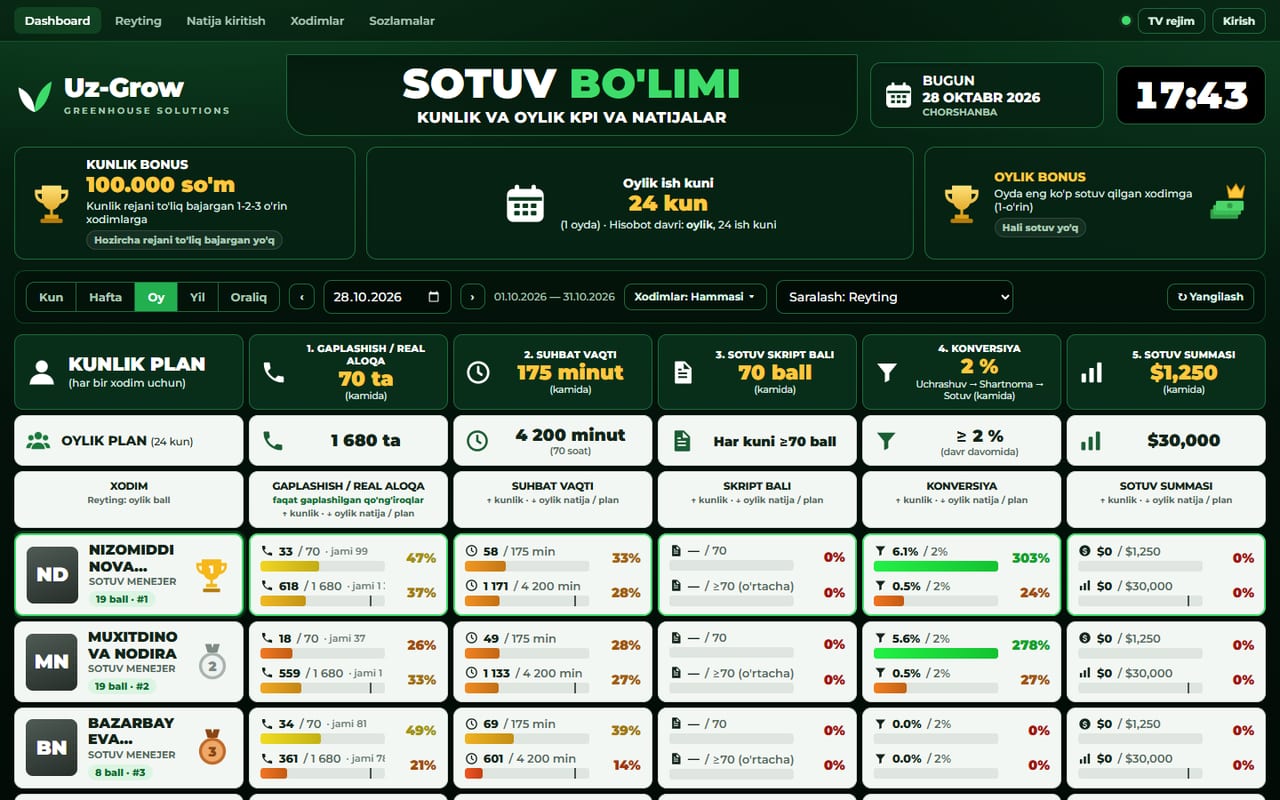 Dashboard Reyting Natija kiritish Xodimlar Sozlamalar TV rejim Kirish
Uz-Grow
GREENHOUSE SOLUTIONS
SOTUV BO'LIMI
KUNLIK VA OYLIK KPI VA NATIJALAR
BUGUN
28 OKTABR 2026
CHORSHANBA
17:43
KUNLIK BONUS
100.000 so'm
Kunlik rejani to'liq bajargan 1-2-3 o'rin
xodimlarga
Hozircha rejani to'liq bajargan yo'q
Oylik ish kuni
24 kun
(1 oyda) · Hisobot davri: oylik, 24 ish kuni
OYLIK BONUS
Oyda eng ko'p sotuv qilgan xodimga
(1-o'rin)
Hali sotuv yo'q
Kun Hafta Oy Yil Oraliq ‹ 28.10.2026 › 01.10.2026 — 31.10.2026 Xodimlar: Hammasi Saralash: Reyting ↻ Yangilash
KUNLIK PLAN
(har bir xodim uchun)
1. GAPLASHISH / REAL
ALOQA
70 ta
(kamida)
2. SUHBAT VAQTI
175 minut
(kamida)
3. SOTUV SKRIPT BALI
70 ball
(kamida)
4. KONVERSIYA
2 %
Uchrashuv → Shartnoma →
Sotuv (kamida)
5. SOTUV SUMMASI
$1,250
(kamida)
OYLIK PLAN (24 kun)
1 680 ta
4 200 minut
(70 soat)
Har kuni ≥70 ball
≥ 2 %
(davr davomida)
$30,000
XODIM
Reyting: oylik ball
GAPLASHISH / REAL ALOQA
faqat gaplashilgan qo'ng'iroqlar
↑ kunlik · ↓ oylik natija / plan
SUHBAT VAQTI
↑ kunlik · ↓ oylik natija / plan
SKRIPT BALI
↑ kunlik · ↓ oylik natija / plan
KONVERSIYA
↑ kunlik · ↓ oylik natija / plan
SOTUV SUMMASI
↑ kunlik · ↓ oylik natija / plan
ND
NIZOMIDDI
NOVA...
SOTUV MENEJER
19 ball · #1
1
33 / 70 · jami 99 47%
618 / 1 680 · jami 1 37%
58 / 175 min 33%
1 171 / 4 200 min 28%
— / 70 0%
— / ≥70 (o'rtacha) 0%
6.1% / 2% 303%
0.5% / 2% 24%
$0 / $1,250 0%
$0 / $30,000 0%
MN
MUXITDINO
VA NODIRA
SOTUV MENEJER
19 ball · #2
2
18 / 70 · jami 37 26%
559 / 1 680 · jami 1 33%
49 / 175 min 28%
1 133 / 4 200 min 27%
— / 70 0%
— / ≥70 (o'rtacha) 0%
5.6% / 2% 278%
0.5% / 2% 27%
$0 / $1,250 0%
$0 / $30,000 0%
BN
BAZARBAY
EVA...
SOTUV MENEJER
8 ball · #3
3
34 / 70 · jami 81 49%
361 / 1 680 · jami 78 21%
69 / 175 min 39%
601 / 4 200 min 14%
— / 70 0%
— / ≥70 (o'rtacha) 0%
0.0% / 2% 0%
0.0% / 2% 0%
$0 / $1,250 0%
$0 / $30,000 0%